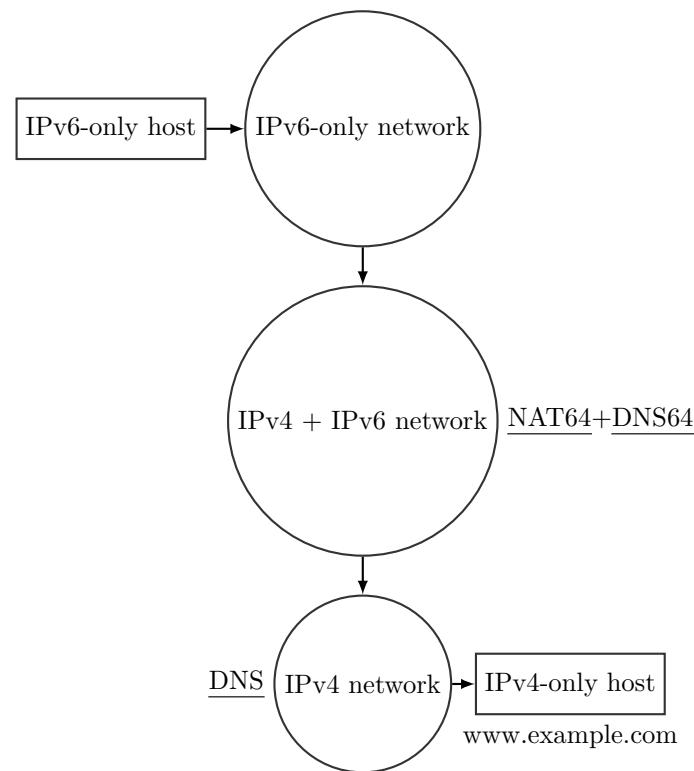 IPv6-only host
IPv6-only network
IPv4 + IPv6 network
NAT64+DNS64
DNS
IPv4 network
IPv4-only host
www.example.com